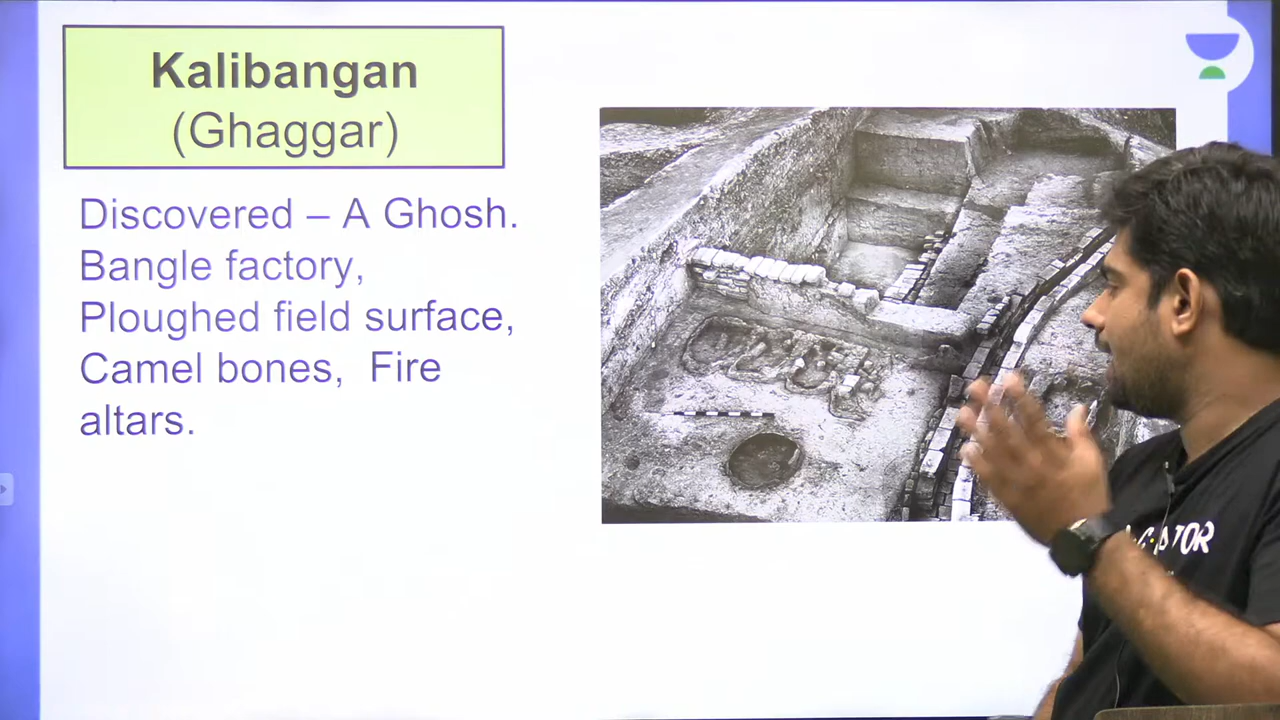 Kalibangan
(Ghaggar)
Discovered – A Ghosh.
Bangle factory,
Ploughed field surface,
Camel bones, Fire
altars.